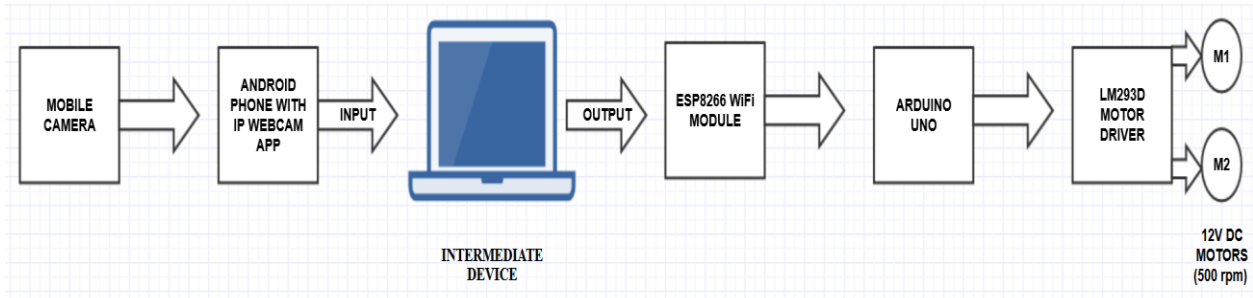 MOBILE
CAMERA
ANDROID
PHONE WITH
IP WEBCAM
APP
INPUT
INTERMEDIATE
DEVICE
OUTPUT
ESP8266 WiFi
MODULE
ARDUINO
UNO
LM293D
MOTOR
DRIVER
M1
M2
12V DC
MOTORS
(500 rpm)